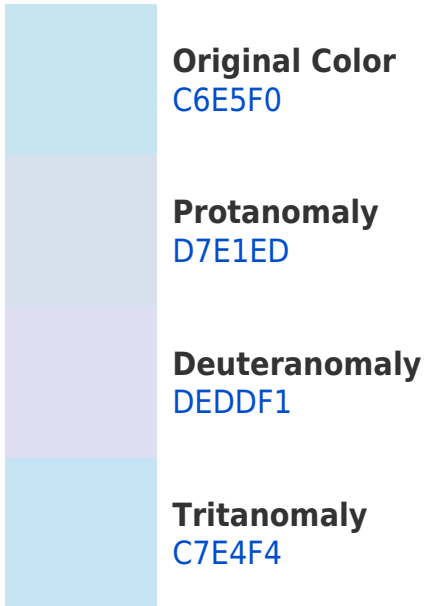 Original Color
C6E5F0
Protanomaly
D7E1ED
Deuteranomaly
DEDDF1
Tritanomaly
C7E4F4